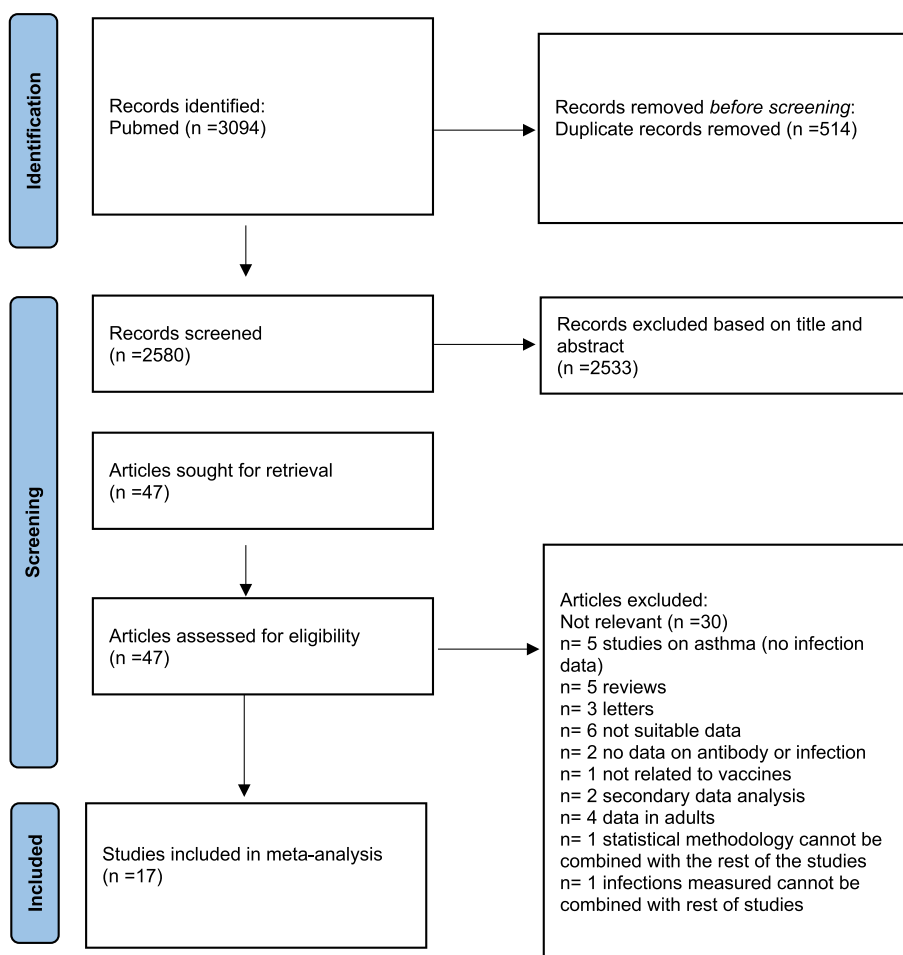 Identification
Records identified:
Pubmed (n =3094)
Records removed before screening:
Duplicate records removed (n =514)
Screening
Records screened
(n =2580)
Records excluded based on title and
abstract
(n =2533)
Articles sought for retrieval
(n =47)
Articles assessed for eligibility
(n =47)
Articles excluded:
Not relevant (n =30)
n= 5 studies on asthma (no infection
data)
n= 5 reviews
n= 3 letters
n= 6 not suitable data
n= 2 no data on antibody or infection
n= 1 not related to vaccines
n= 2 secondary data analysis
n= 4 data in adults
n= 1 statistical methodology cannot be
combined with the rest of the studies
n= 1 infections measured cannot be
combined with rest of studies
Included
Studies included in meta-analysis
(n =17)